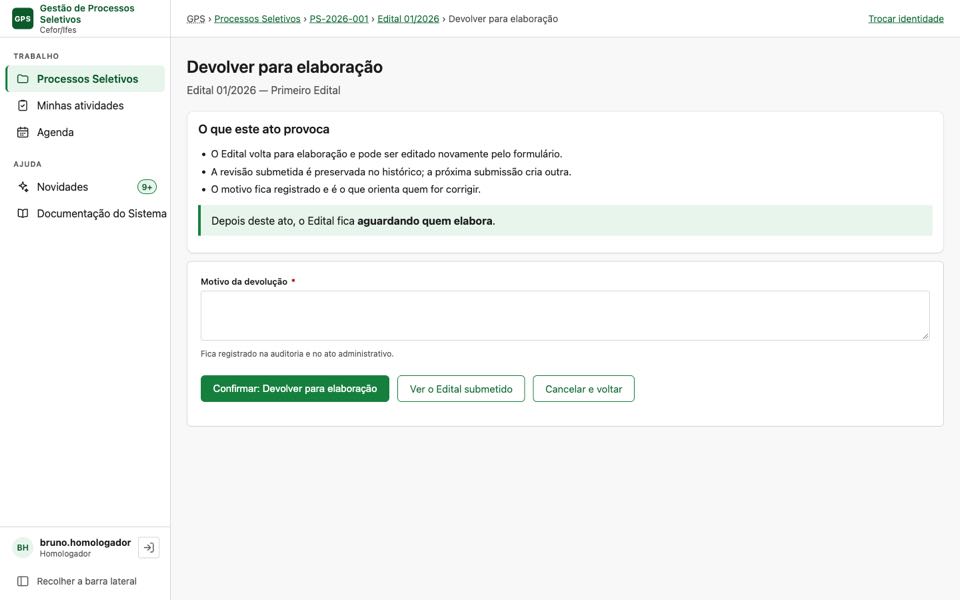 GPS
Gestão de Processos
Seletivos
Cefor/Ifes
GPS › Processos Seletivos › PS-2026-001 › Edital 01/2026 › Devolver para elaboração
Trocar identidade
TRABALHO
Processos Seletivos
Minhas atividades
Agenda
AJUDA
Novidades
9+
Documentação do Sistema
Devolver para elaboração
Edital 01/2026 — Primeiro Edital
O que este ato provoca
• O Edital volta para elaboração e pode ser editado novamente pelo formulário.
• A revisão submetida é preservada no histórico; a próxima submissão cria outra.
• O motivo fica registrado e é o que orienta quem for corrigir.
Depois deste ato, o Edital fica aguardando quem elabora.
Motivo da devolução *
Fica registrado na auditoria e no ato administrativo.
Confirmar: Devolver para elaboração
Ver o Edital submetido
Cancelar e voltar
BH
bruno.homologador
Homologador
Recolher a barra lateral